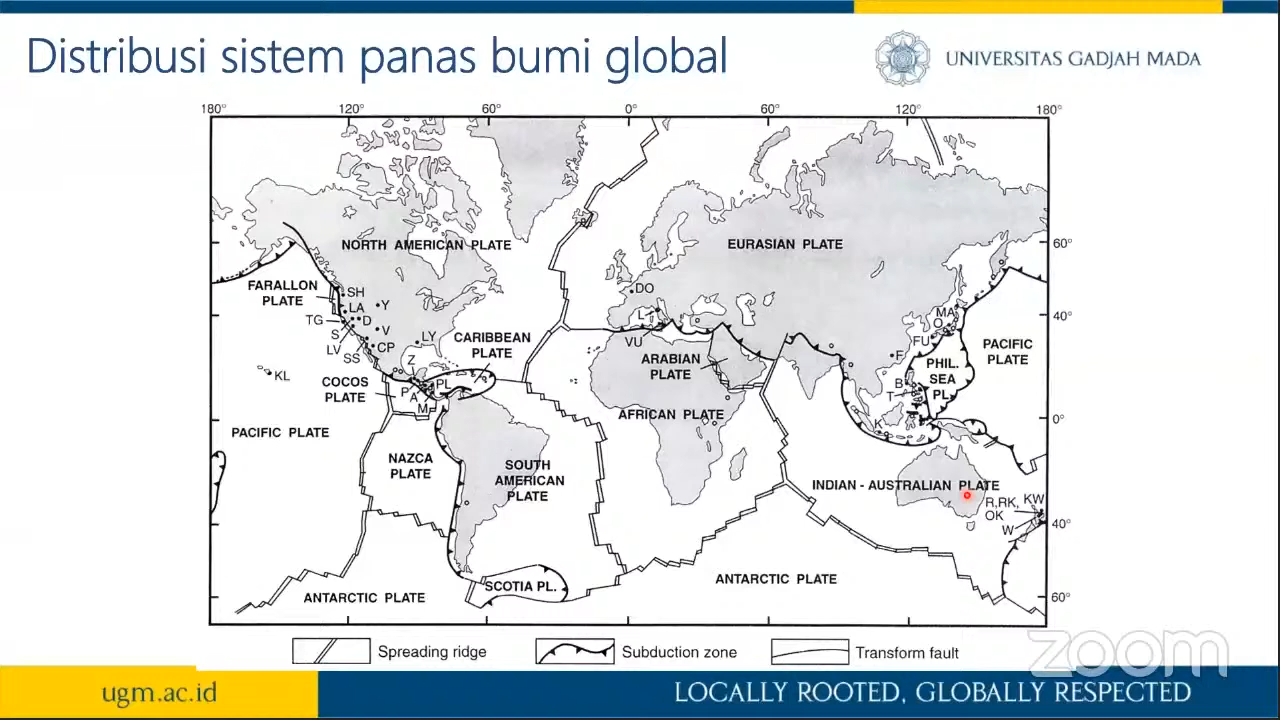 Distribusi sistem panas bumi global
UNIVERSITAS GADJAH MADA
180°
120°
60°
0°
60°
120°
180°
NORTH AMERICAN PLATE
EURASIAN PLATE
60°
FARALLON
PLATE
SH
LA
Y
TG
D
S
V
LV
SS
CP
LY
Z
CARIBBEAN
PLATE
DO
L
VU
ARABIAN
PLATE
MA
O
FU
F
40°
PACIFIC
PLATE
PHIL.
SEA
PL.
B
T
KL
COCOS
PLATE
P
A
M
PL
AFRICAN PLATE
K
0°
PACIFIC PLATE
NAZCA
PLATE
SOUTH
AMERICAN
PLATE
INDIAN - AUSTRALIAN PLATE
R,RK, KW
OK
W
40°
ANTARCTIC PLATE
SCOTIA PL.
ANTARCTIC PLATE
60°
Spreading ridge
Subduction zone
Transform fault
zoom
ugm.ac.id
LOCALLY ROOTED, GLOBALLY RESPECTED